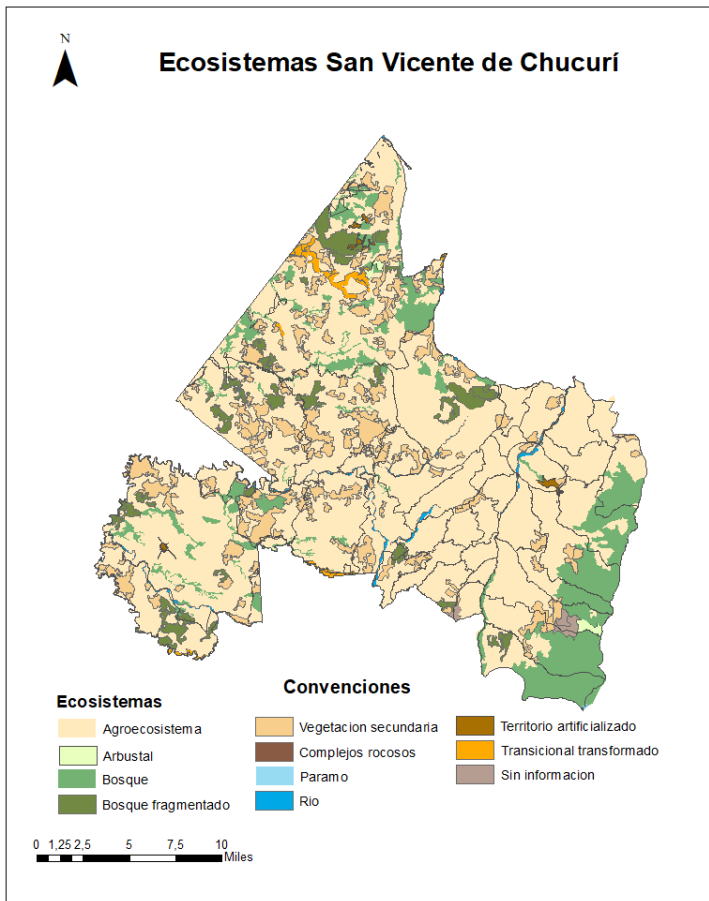 N
Ecosistemas San Vicente de Chucurí
Convenciones
Ecosistemas
Agroecosistema
Arbustal
Bosque
Bosque fragmentado
Vegetacion secundaria
Complejos rocosos
Paramo
Rio
Territorio artificializado
Transicional transformado
Sin informacion
0 1,25 2,5 5 7,5 10
Miles